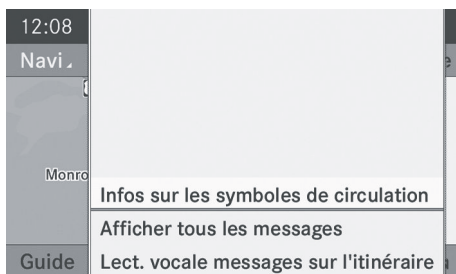 12:08
Navi
Monro
Infos sur les symboles de circulation
Afficher tous les messages
Guide
Lect. vocale messages sur l'itinéraire